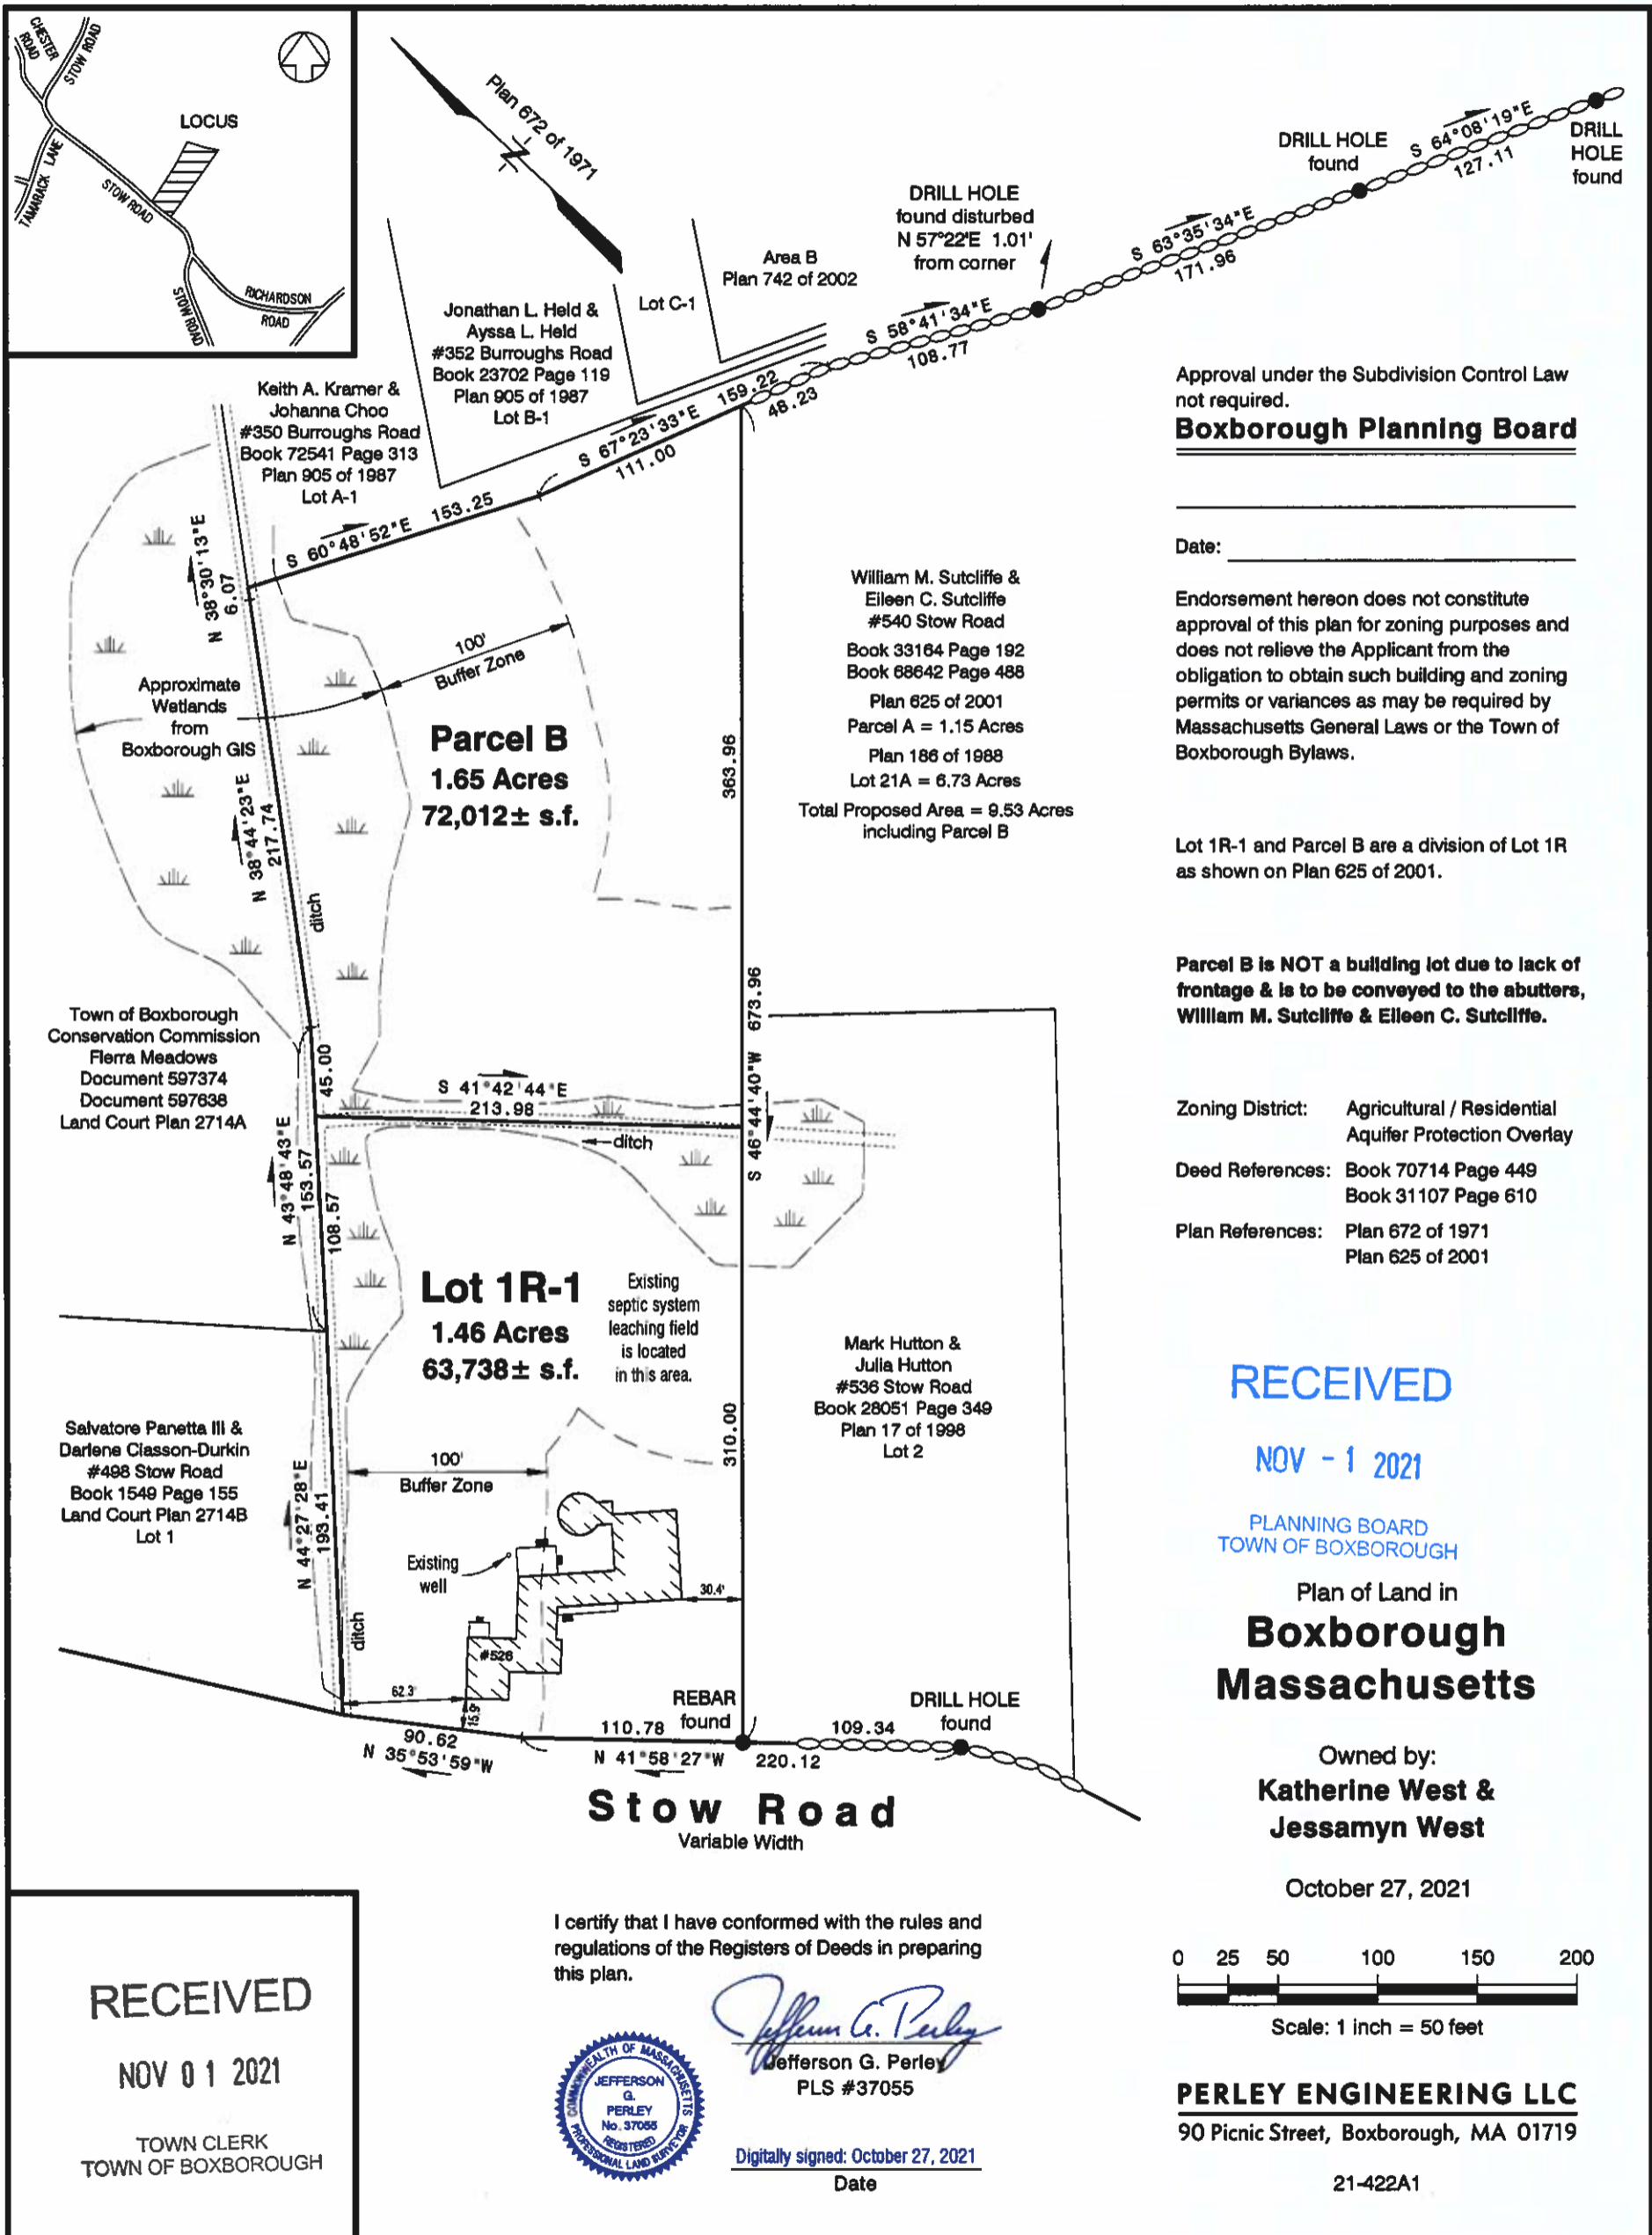 CHESTER
ROAD
STOW ROAD
LOCUS
TAMARACK LANE
STOW ROAD
STOW ROAD
RICHARDSON
ROAD
Plan 672 of 1971
N
DRILL HOLE
found
S 64°08'19"E
127.11
DRILL
HOLE
found
DRILL HOLE
found disturbed
N 57°22'E 1.01'
from corner
S 63°35'34"E
171.96
Area B
Plan 742 of 2002
Lot C-1
S 58°41'34"E
108.77
Jonathan L. Held &
Ayssa L. Held
#352 Burroughs Road
Book 23702 Page 119
Plan 905 of 1987
Lot B-1
Keith A. Kramer &
Johanna Choo
#350 Burroughs Road
Book 72541 Page 313
Plan 905 of 1987
Lot A-1
S 67°23'33"E 159.22
111.00
48.23
S 60°48'52"E 153.25
N 38°30'13"E
6.07
Approximate
Wetlands
from
Boxborough GIS
100'
Buffer Zone
Parcel B
1.65 Acres
72,012± s.f.
N 38°44'23"E
217.74
ditch
363.96
William M. Sutcliffe &
Eileen C. Sutcliffe
#540 Stow Road
Book 33164 Page 192
Book 68642 Page 488
Plan 625 of 2001
Parcel A = 1.15 Acres
Plan 186 of 1988
Lot 21A = 6.73 Acres
Total Proposed Area = 9.53 Acres
including Parcel B
Town of Boxborough
Conservation Commission
Flerra Meadows
Document 597374
Document 597638
Land Court Plan 2714A
45.00
S 41°42'44"E
213.98
ditch
S 46°44'40"W 673.96
N 43°48'43"E
153.57
108.57
Lot 1R-1
1.46 Acres
63,738± s.f.
Existing
septic system
leaching field
is located
in this area.
310.00
Mark Hutton &
Julia Hutton
#536 Stow Road
Book 28051 Page 349
Plan 17 of 1998
Lot 2
Salvatore Panetta III &
Darlene Classon-Durkin
#498 Stow Road
Book 1549 Page 155
Land Court Plan 2714B
Lot 1
N 44°27'28"E
193.41
100'
Buffer Zone
Existing
well
ditch
#526
30.4'
62.3'
15.9'
REBAR
found
DRILL HOLE
found
90.62
N 35°53'59"W
110.78
N 41°58'27"W
109.34
220.12
Stow Road
Variable Width
Approval under the Subdivision Control Law
not required.
Boxborough Planning Board
Date:
Endorsement hereon does not constitute
approval of this plan for zoning purposes and
does not relieve the Applicant from the
obligation to obtain such building and zoning
permits or variances as may be required by
Massachusetts General Laws or the Town of
Boxborough Bylaws.
Lot 1R-1 and Parcel B are a division of Lot 1R
as shown on Plan 625 of 2001.
Parcel B is NOT a building lot due to lack of
frontage & is to be conveyed to the abutters,
William M. Sutcliffe & Eileen C. Sutcliffe.
Zoning District: Agricultural / Residential
Aquifer Protection Overlay
Deed References: Book 70714 Page 449
Book 31107 Page 610
Plan References: Plan 672 of 1971
Plan 625 of 2001
RECEIVED
NOV - 1 2021
PLANNING BOARD
TOWN OF BOXBOROUGH
Plan of Land in
Boxborough
Massachusetts
Owned by:
Katherine West &
Jessamyn West
October 27, 2021
0 25 50 100 150 200
Scale: 1 inch = 50 feet
PERLEY ENGINEERING LLC
90 Picnic Street, Boxborough, MA 01719
21-422A1
RECEIVED
NOV 01 2021
TOWN CLERK
TOWN OF BOXBOROUGH
I certify that I have conformed with the rules and
regulations of the Registers of Deeds in preparing
this plan.
Jefferson G. Perley
Jefferson G. Perley
PLS #37055
COMMONWEALTH OF MASSACHUSETTS
JEFFERSON
G.
PERLEY
No. 37055
REGISTERED
PROFESSIONAL LAND SURVEYOR
Digitally signed: October 27, 2021
Date